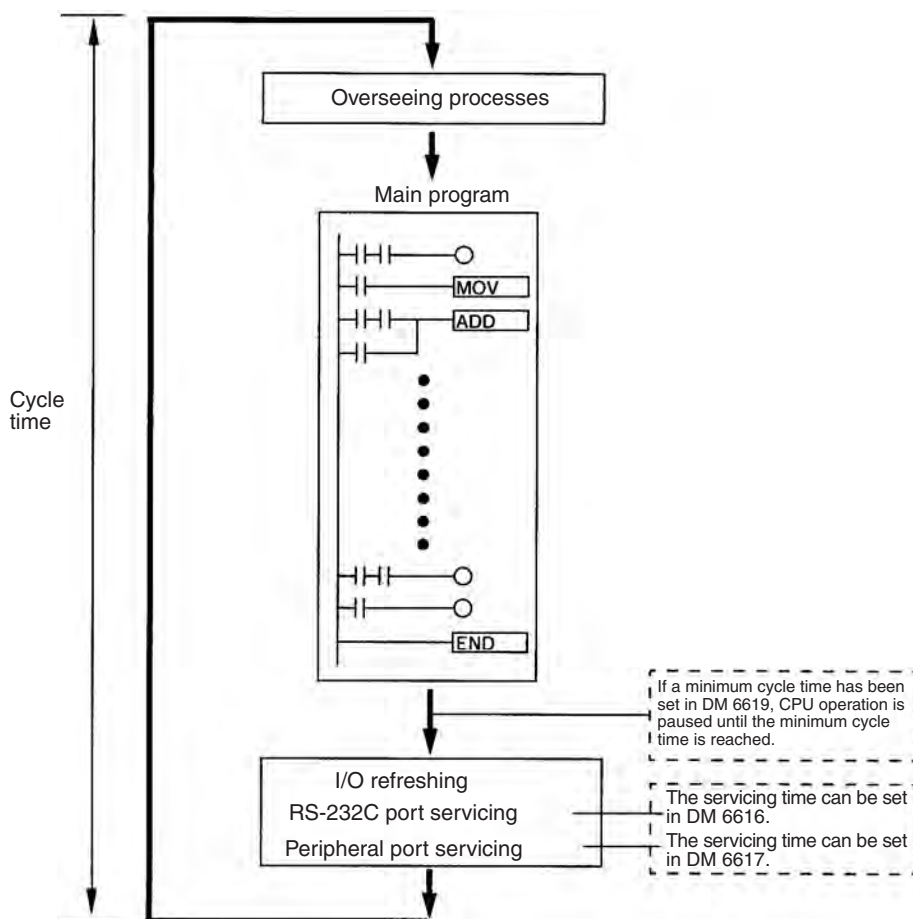 Overseeing processes
Main program
MOV
ADD
Cycle
time
END
If a minimum cycle time has been
set in DM 6619, CPU operation is
paused until the minimum cycle
time is reached.
I/O refreshing
RS-232C port servicing
Peripheral port servicing
The servicing time can be set
in DM 6616.
The servicing time can be set
in DM 6617.